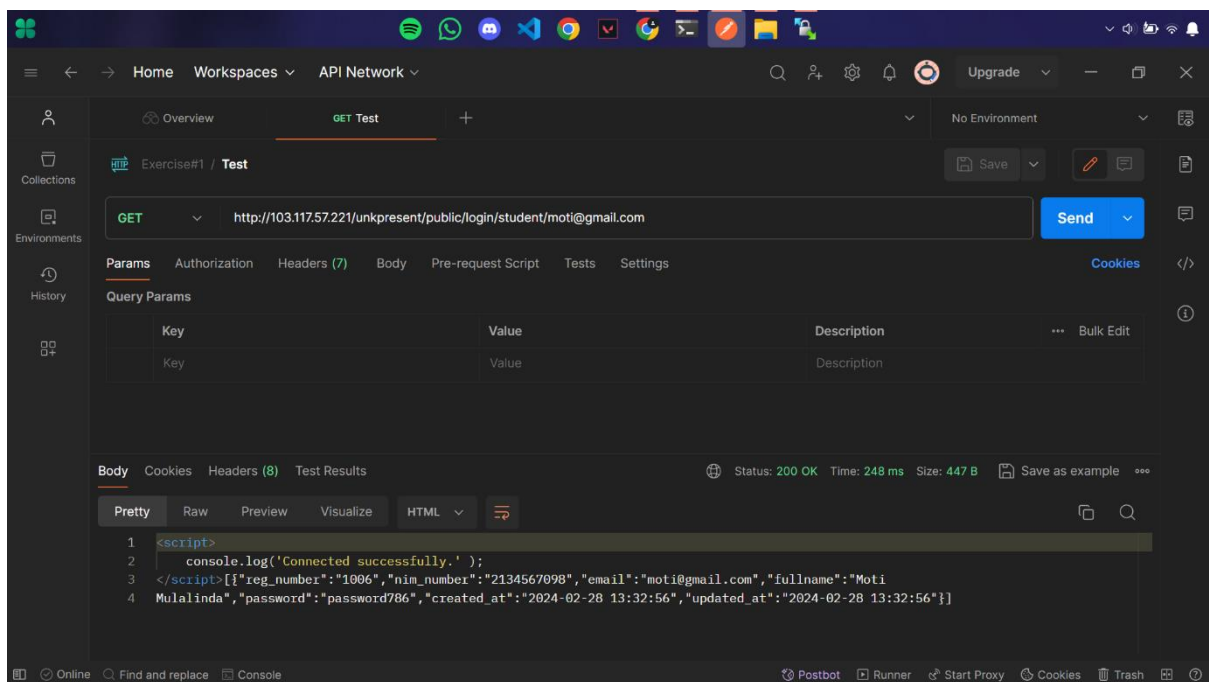 Home Workspaces API Network Upgrade
Overview GET Test No Environment
HTTP Exercise#1 / Test Save
Collections
GET http://103.117.57.221/unkpresent/public/login/student/moti@gmail.com Send
Environments
Params Authorization Headers (7) Body Pre-request Script Tests Settings Cookies
History
Query Params
Key Value Description Bulk Edit
Key Value Description
Body Cookies Headers (8) Test Results Status: 200 OK Time: 248 ms Size: 447 B Save as example
Pretty Raw Preview Visualize HTML
1 <script>
2 console.log('Connected successfully.' );
3 </script>[{"reg_number":"1006","nim_number":"2134567098","email":"moti@gmail.com","fullname":"Moti
4 Mulalinda","password":"password786","created_at":"2024-02-28 13:32:56","updated_at":"2024-02-28 13:32:56"}]
Online Find and replace Console Postbot Runner Start Proxy Cookies Trash